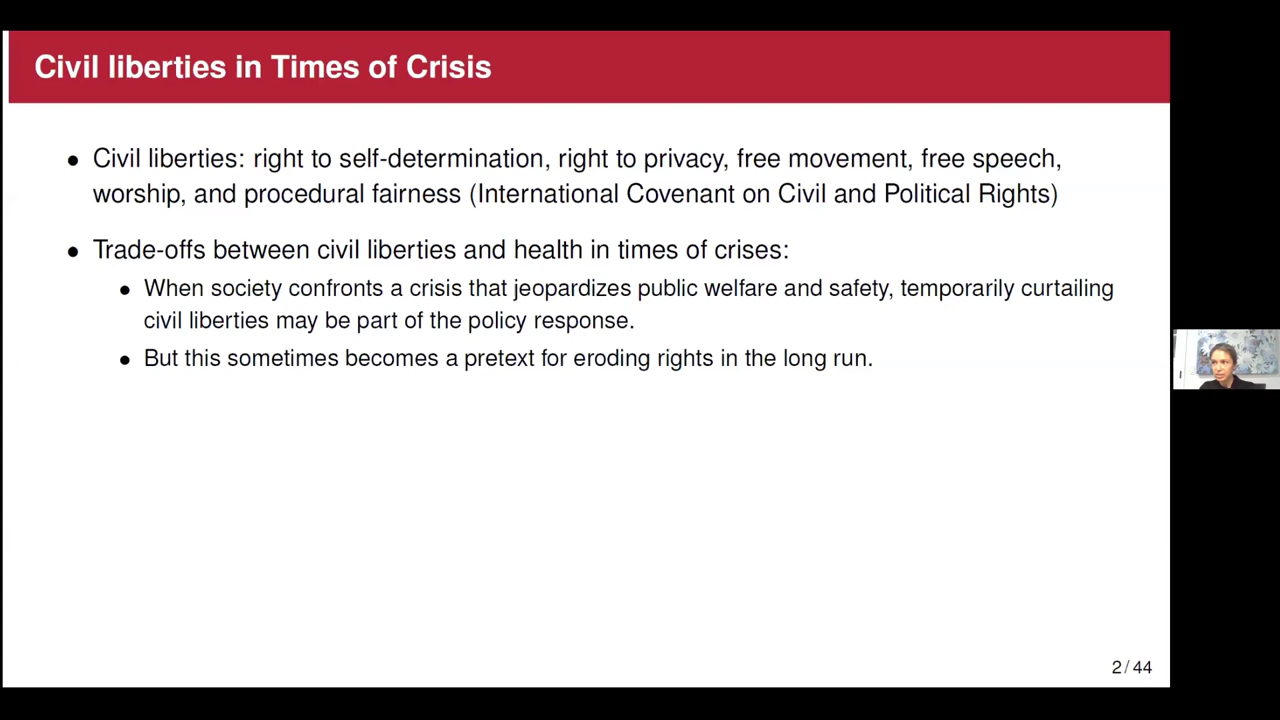 Civil liberties in Times of Crisis
• Civil liberties: right to self-determination, right to privacy, free movement, free speech,
worship, and procedural fairness (International Covenant on Civil and Political Rights)
• Trade-offs between civil liberties and health in times of crises:
• When society confronts a crisis that jeopardizes public welfare and safety, temporarily curtailing
civil liberties may be part of the policy response.
• But this sometimes becomes a pretext for eroding rights in the long run.
2 / 44